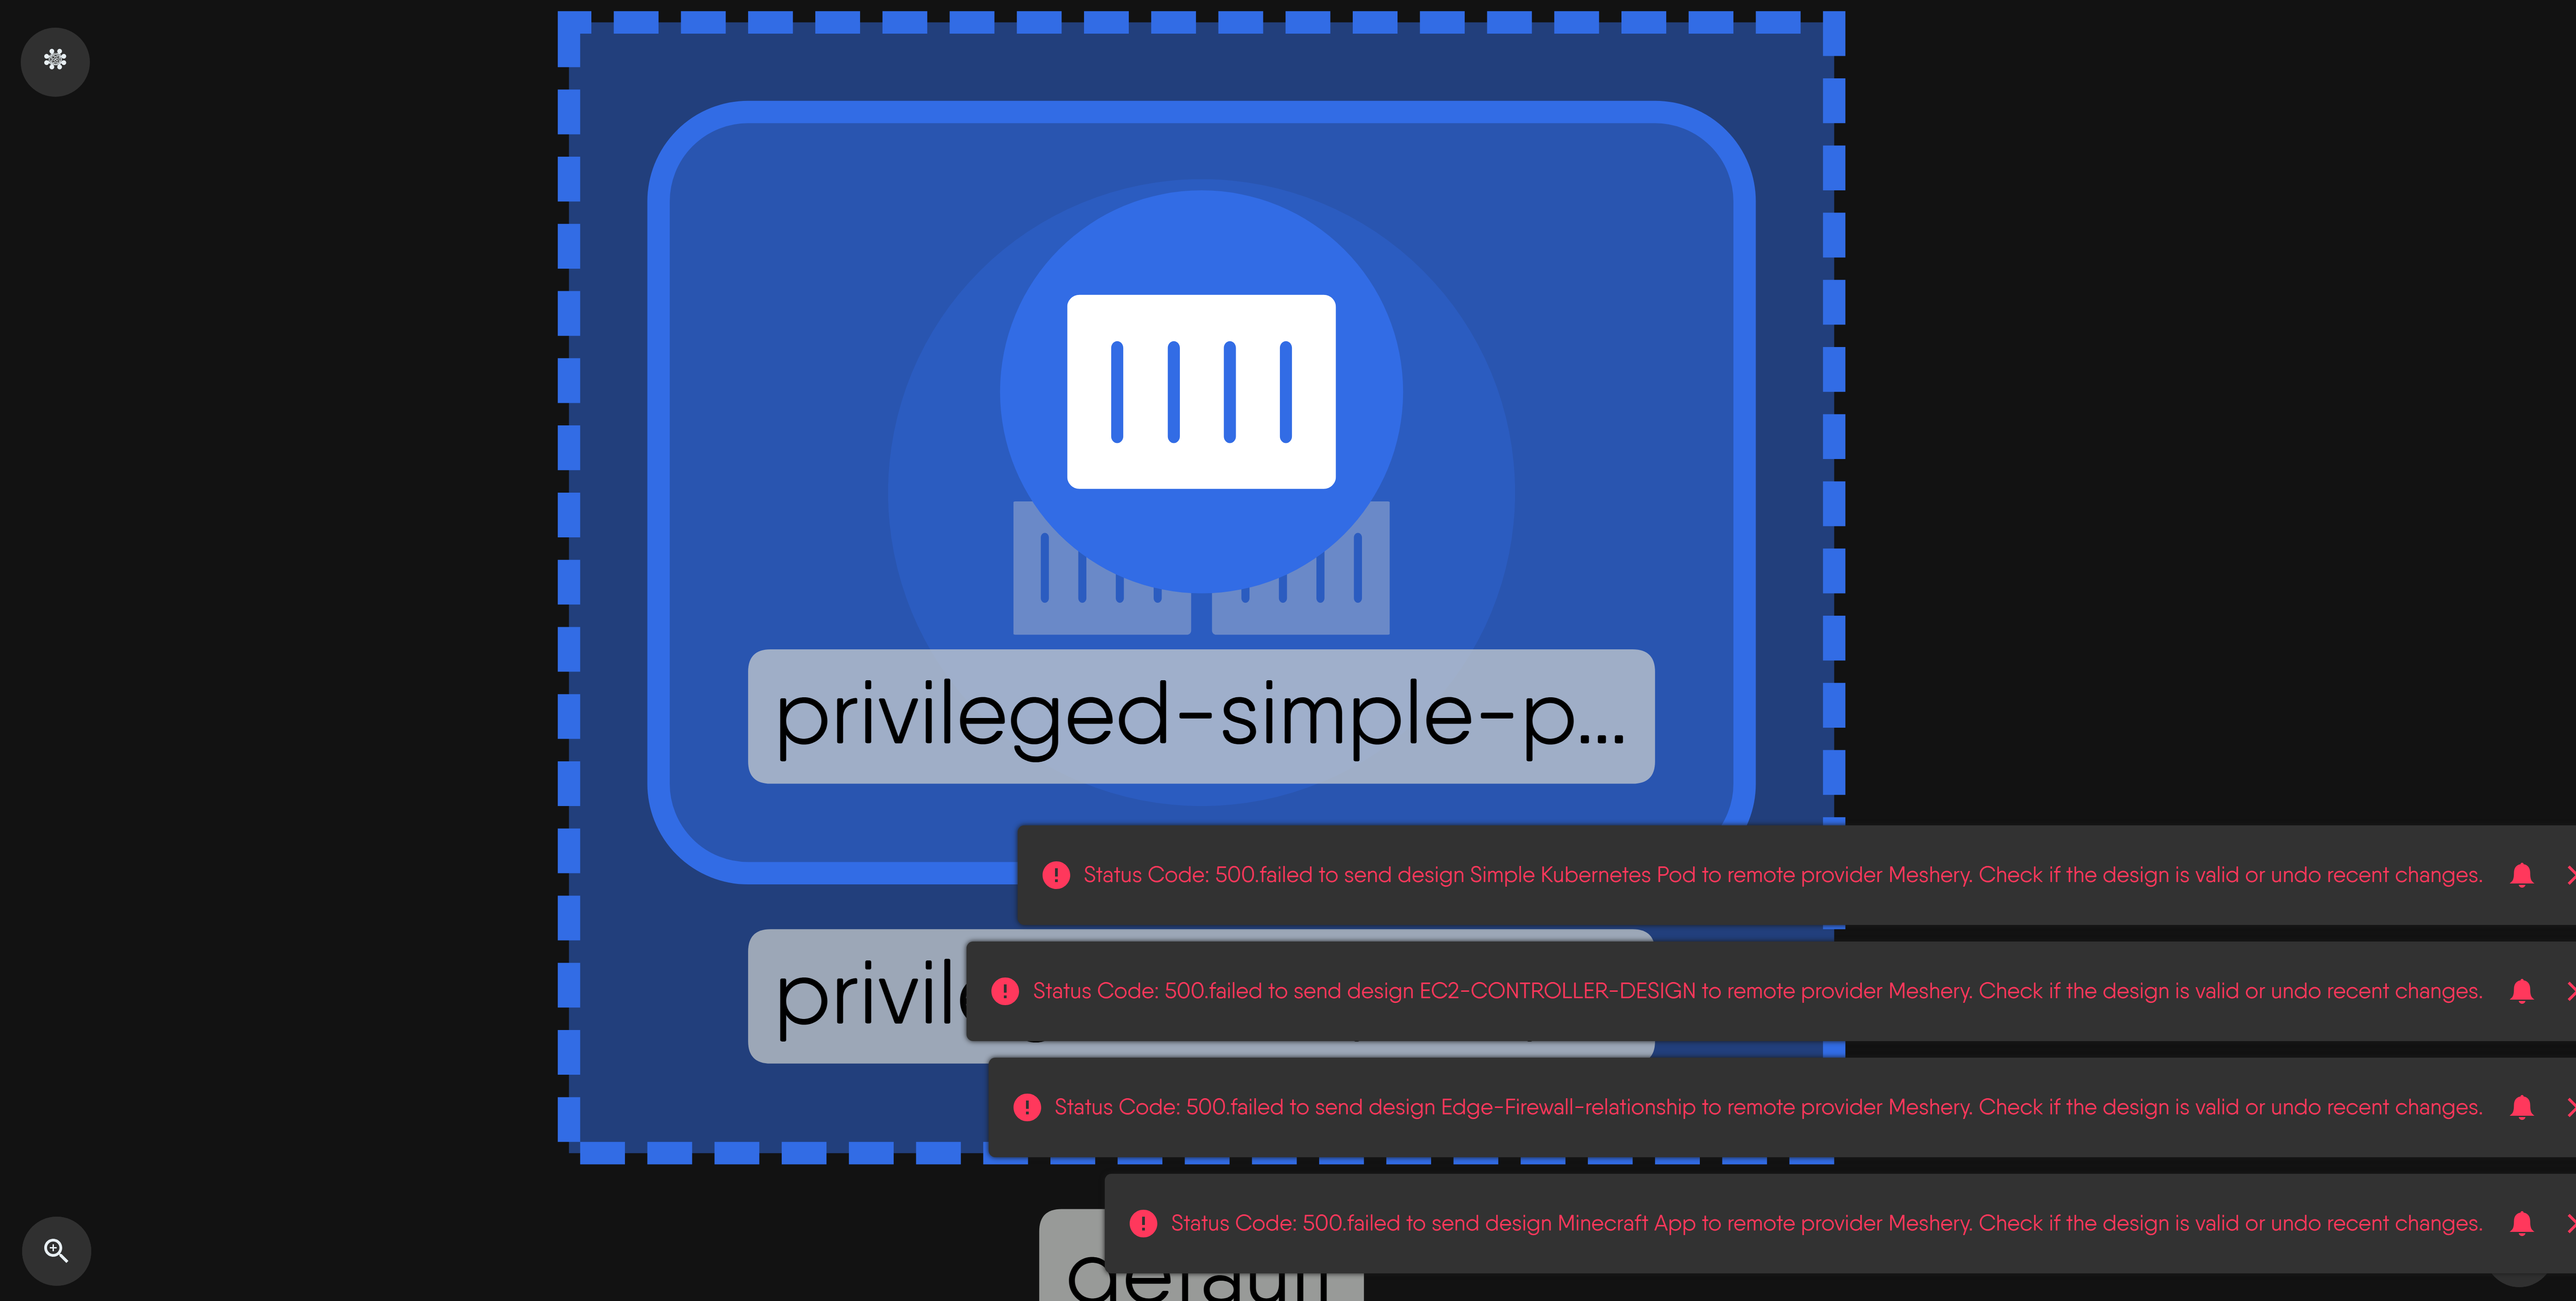 privileged-simple-p...
Status Code: 500.failed to send design Simple Kubernetes Pod to remote provider Meshery. Check if the design is valid or undo recent changes.
privil
Status Code: 500.failed to send design EC2-CONTROLLER-DESIGN to remote provider Meshery. Check if the design is valid or undo recent changes.
Status Code: 500.failed to send design Edge-Firewall-relationship to remote provider Meshery. Check if the design is valid or undo recent changes.
Status Code: 500.failed to send design Minecraft App to remote provider Meshery. Check if the design is valid or undo recent changes.
default